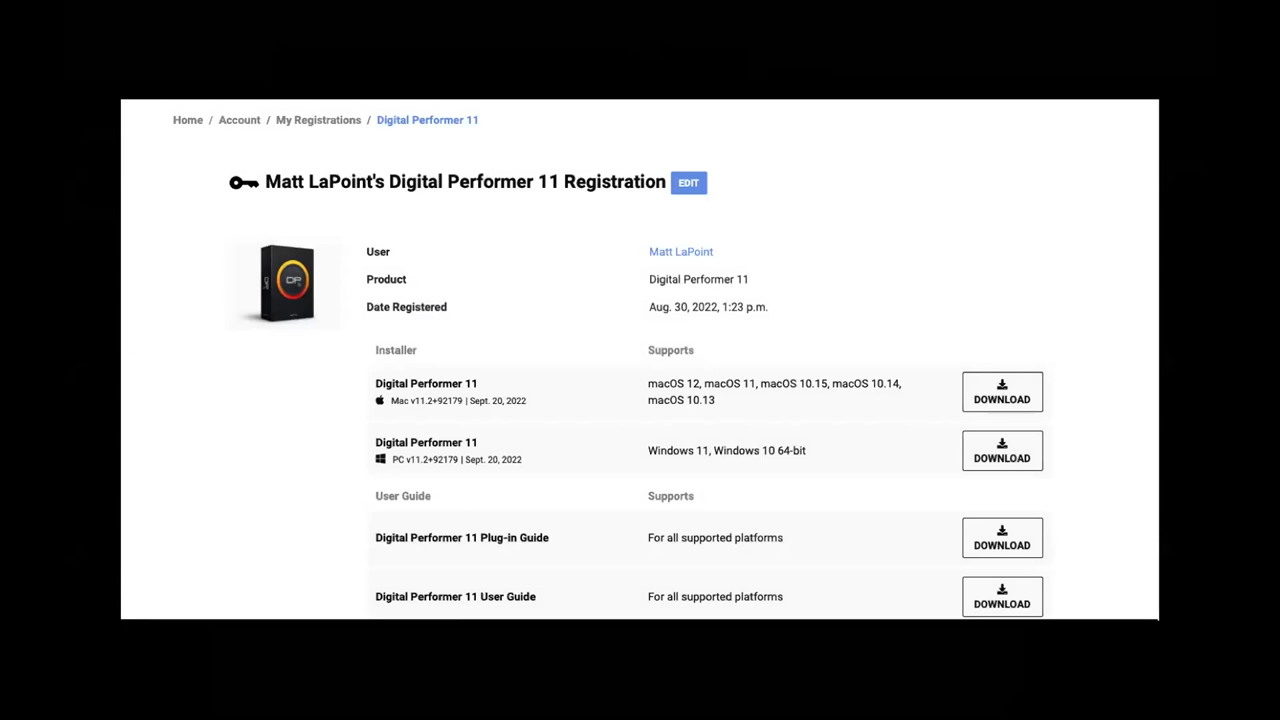 Home / Account / My Registrations / Digital Performer 11
Matt LaPoint's Digital Performer 11 Registration EDIT
User Matt LaPoint
DP
Product Digital Performer 11
Date Registered Aug. 30, 2022, 1:23 p.m.
Installer Supports
Digital Performer 11 macOS 12, macOS 11, macOS 10.15, macOS 10.14,
Mac v11.2+92179 | Sept. 20, 2022 macOS 10.13
DOWNLOAD
Digital Performer 11
PC v11.2+92179 | Sept. 20, 2022 Windows 11, Windows 10 64-bit
DOWNLOAD
User Guide Supports
Digital Performer 11 Plug-in Guide For all supported platforms
DOWNLOAD
Digital Performer 11 User Guide For all supported platforms
DOWNLOAD